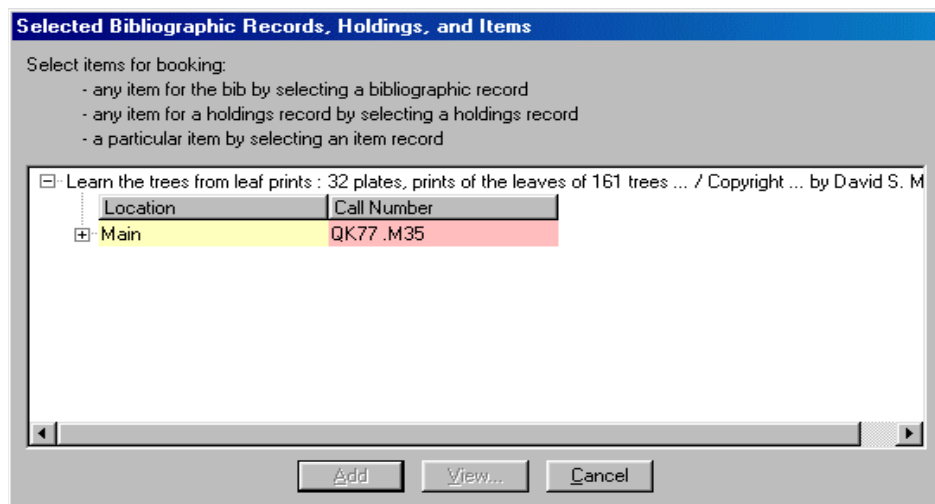 Selected Bibliographic Records, Holdings, and Items
Select items for booking:
- any item for the bib by selecting a bibliographic record
- any item for a holdings record by selecting a holdings record
- a particular item by selecting an item record
Learn the trees from leaf prints : 32 plates, prints of the leaves of 161 trees ... / Copyright ... by David S. M
Location Call Number
Main QK77 .M35
Add View... Cancel